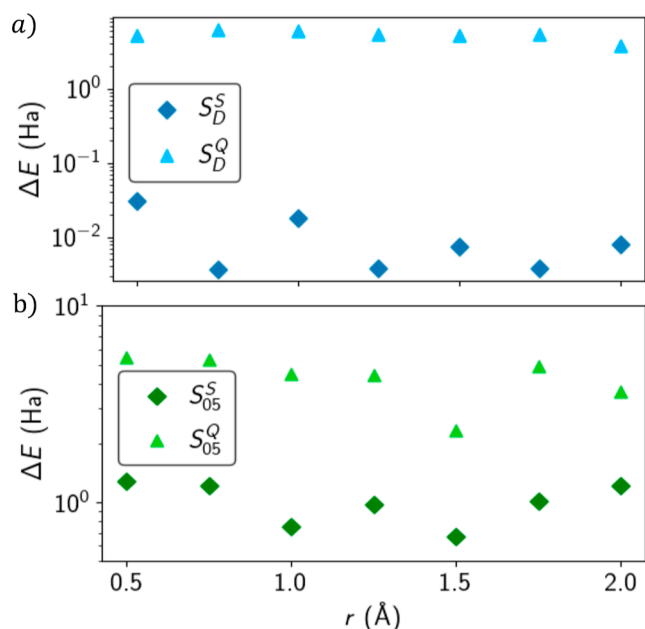 a)
10⁰
10⁻¹
10⁻²
ΔE (Ha)
S_D^S
S_D^Q
b)
10¹
10⁰
ΔE (Ha)
S_05^S
S_05^Q
0.5 1.0 1.5 2.0
r (Å)